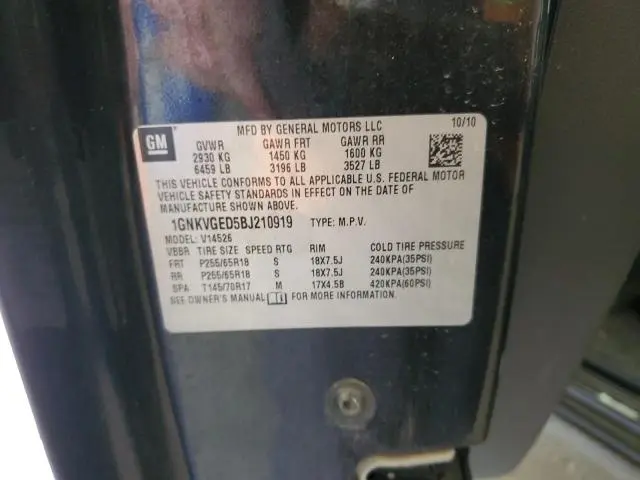 GM
MFD BY GENERAL MOTORS LLC 10/10
GVWR GAWR FRT GAWR RR
2930 KG 1450 KG 1600 KG
6459 LB 3196 LB 3527 LB
THIS VEHICLE CONFORMS TO ALL APPLICABLE U.S. FEDERAL MOTOR
VEHICLE SAFETY STANDARDS IN EFFECT ON THE DATE OF
MANUFACTURE SHOWN ABOVE.
1GNKVGED5BJ210919 TYPE: M.P.V.
MODEL: V14526
VBBR TIRE SIZE SPEED RTG RIM COLD TIRE PRESSURE
FRT P255/65R18 S 18X7.5J 240KPA(35PSI)
RR P255/65R18 S 18X7.5J 240KPA(35PSI)
SPA T145/70R17 M 17X4.5B 420KPA(60PSI)
SEE OWNER'S MANUAL FOR MORE INFORMATION.